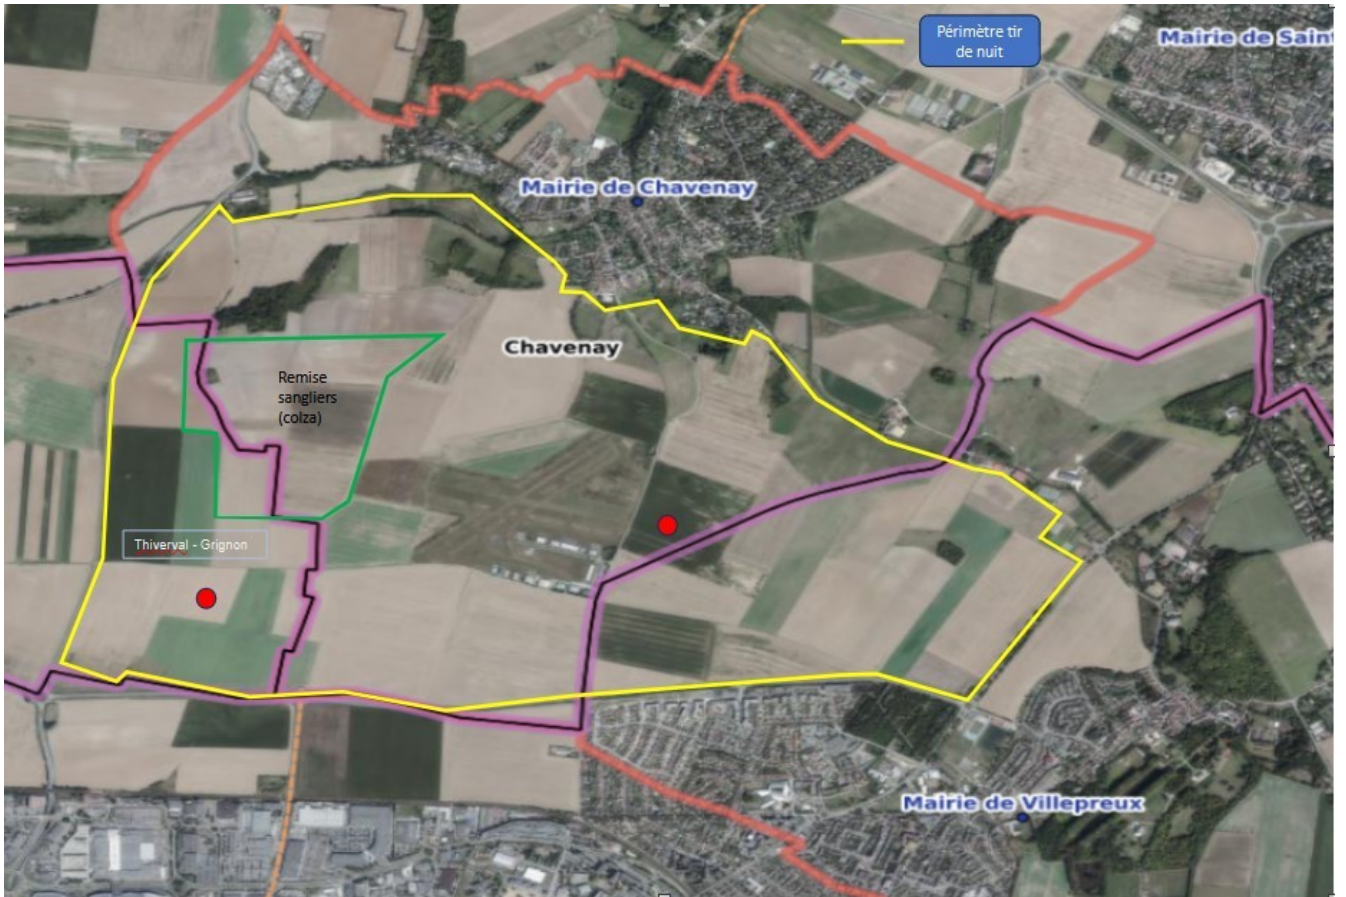 Périmètre tir
de nuit
Mairie de Saint
Mairie de Chavenay
Chavenay
Remise
sangliers
(colza)
Thiverval - Grignon
Mairie de Villepreux